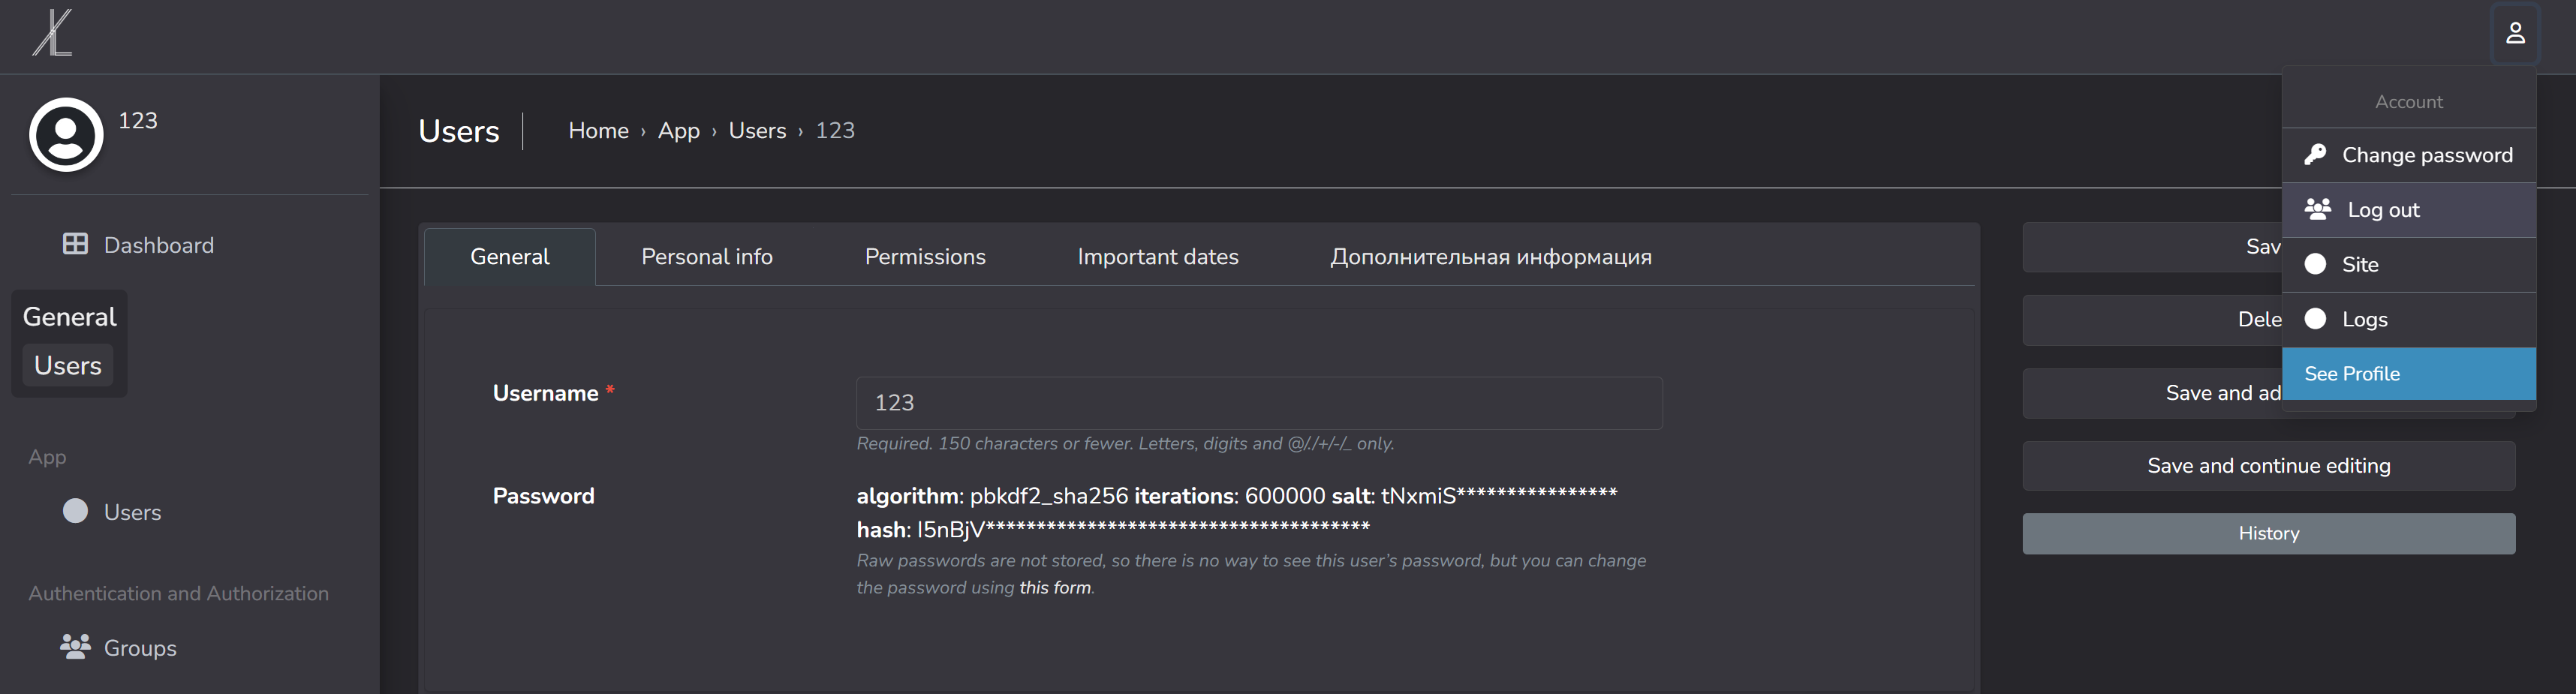 123
Dashboard
General
Users
App
Users
Authentication and Authorization
Groups
Users
Home › App › Users › 123
General
Personal info
Permissions
Important dates
Дополнительная информация
Username *
123
Required. 150 characters or fewer. Letters, digits and @/./+/-/_ only.
Password
algorithm: pbkdf2_sha256 iterations: 600000 salt: tNxmiS****************
hash: I5nBjV**************************************
Raw passwords are not stored, so there is no way to see this user’s password, but you can change
the password using this form.
Sav
Dele
Save and ad
Save and continue editing
History
Account
Change password
Log out
Site
Logs
See Profile